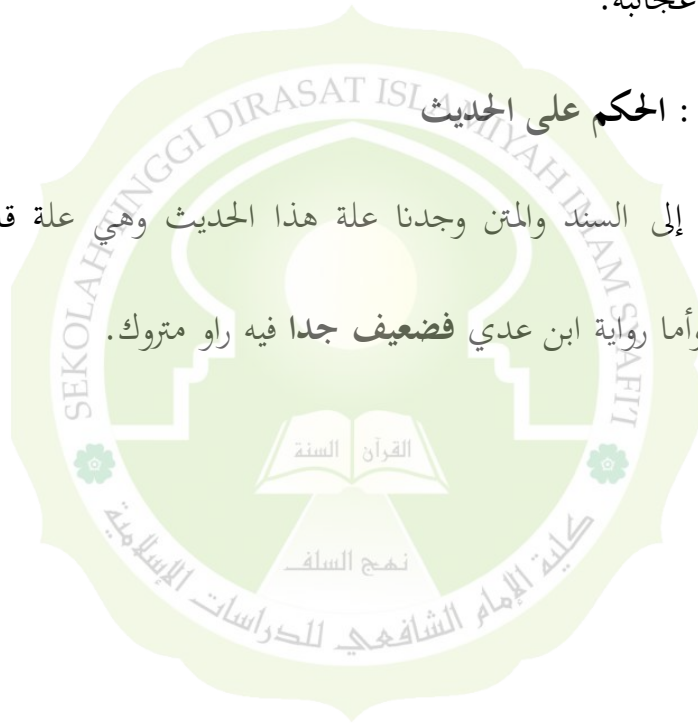 عجائبه.
: الحكم على الحديث
إلى السند والمتن وجدنا علة هذا الحديث وهي علة
وأما رواية ابن عدي فضعيف جدا فيه راو متروك.
SEKOLAH TINGGI DIRASAT ISLAMIYAH IMAM SYAFI'I
القرآن السنة
نهج السلف
كلية الإمام الشافعي للدراسات الإسلامية